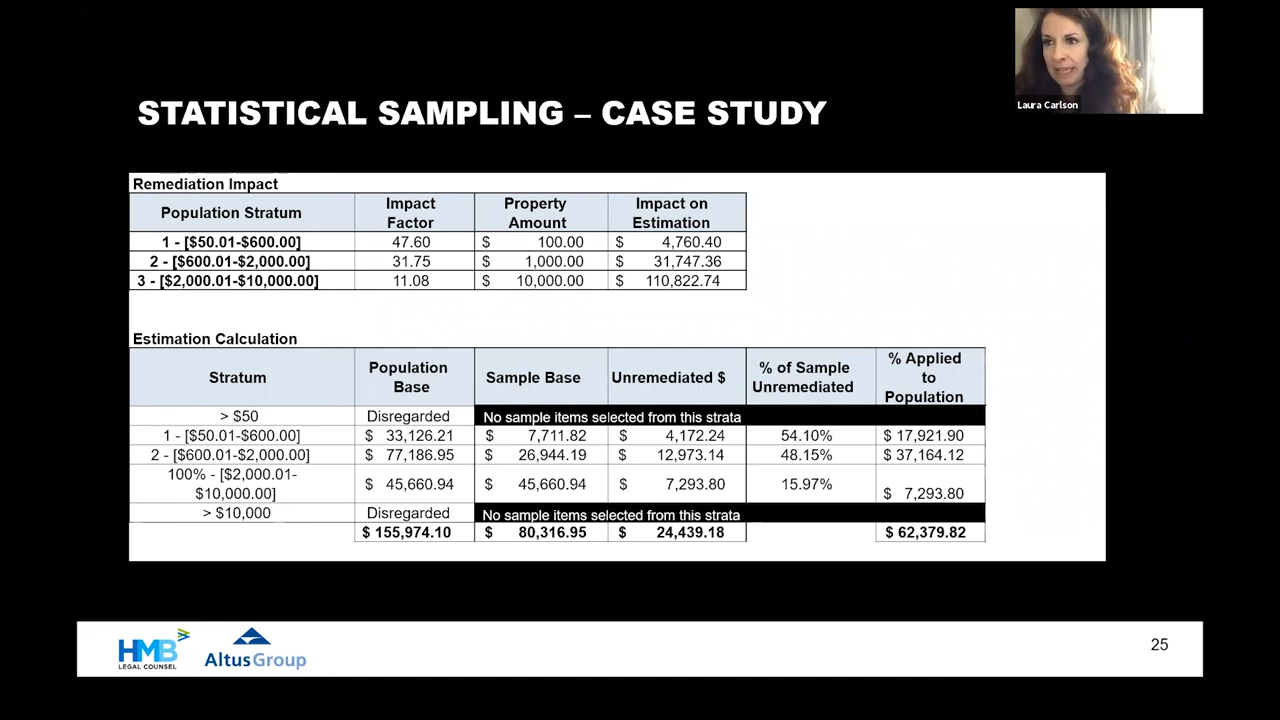 Laura Carlson
STATISTICAL SAMPLING – CASE STUDY
Remediation Impact
Population Stratum Impact Factor Property Amount Impact on Estimation
1 - [$50.01-$600.00] 47.60 $ 100.00 $ 4,760.40
2 - [$600.01-$2,000.00] 31.75 $ 1,000.00 $ 31,747.36
3 - [$2,000.01-$10,000.00] 11.08 $ 10,000.00 $ 110,822.74
Estimation Calculation
Stratum Population Base Sample Base Unremediated $ % of Sample Unremediated % Applied to Population
> $50 Disregarded No sample items selected from this strata
1 - [$50.01-$600.00] $ 33,126.21 $ 7,711.82 $ 4,172.24 54.10% $ 17,921.90
2 - [$600.01-$2,000.00] $ 77,186.95 $ 26,944.19 $ 12,973.14 48.15% $ 37,164.12
100% - [$2,000.01-$10,000.00] $ 45,660.94 $ 45,660.94 $ 7,293.80 15.97% $ 7,293.80
> $10,000 Disregarded No sample items selected from this strata
$ 155,974.10 $ 80,316.95 $ 24,439.18 $ 62,379.82
HMB
LEGAL COUNSEL
AltusGroup
25